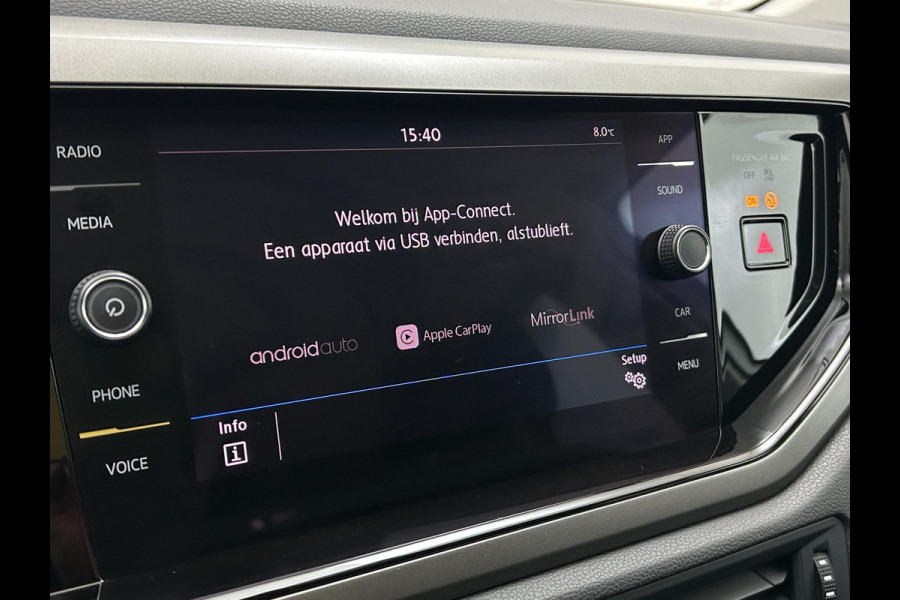 15:40
8.0°C
RADIO
MEDIA
PHONE
VOICE
Welkom bij App-Connect.
Een apparaat via USB verbinden, alstublieft.
androidauto
Apple CarPlay
MirrorLink
Setup
Info
i
APP
SOUND
CAR
MENU
PASSENGER AIR BAG
OFF
ON